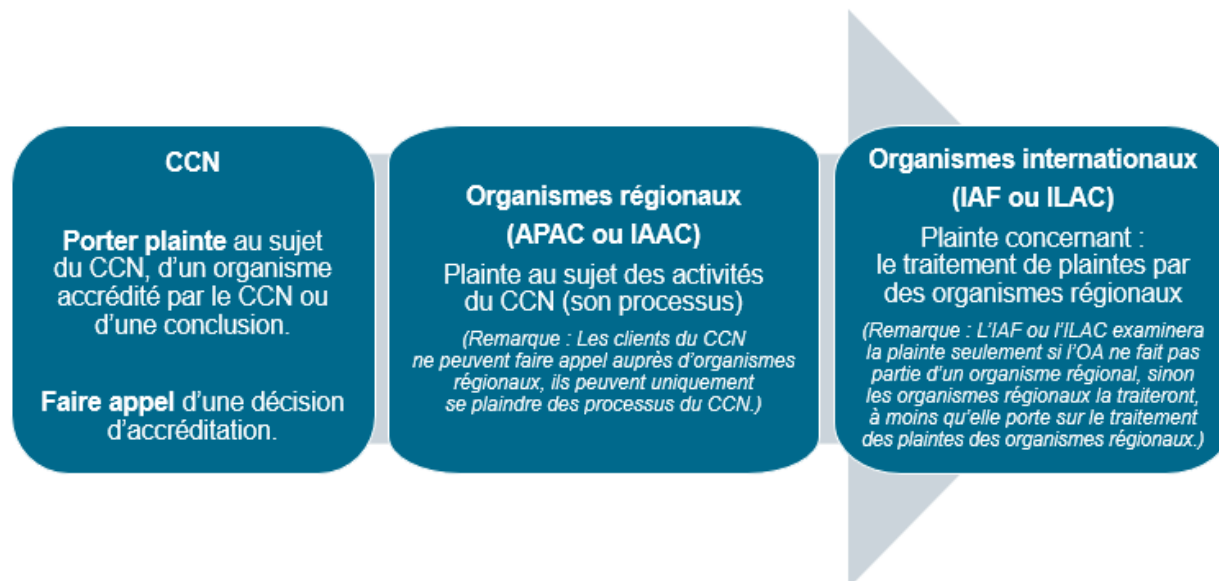 CCN
Porter plainte au sujet
du CCN, d’un organisme
accrédité par le CCN ou
d’une conclusion.
Faire appel d’une décision
d’accréditation.
Organismes régionaux
(APAC ou IAAC)
Plainte au sujet des activités
du CCN (son processus)
(Remarque : Les clients du CCN
ne peuvent faire appel auprès d’organismes
régionaux, ils peuvent uniquement
se plaindre des processus du CCN.)
Organismes internationaux
(IAF ou ILAC)
Plainte concernant :
le traitement de plaintes par
des organismes régionaux
(Remarque : L’IAF ou l’ILAC examinera
la plainte seulement si l’OA ne fait pas
partie d’un organisme régional, sinon
les organismes régionaux la traiteront,
à moins qu’elle porte sur le traitement
des plaintes des organismes régionaux.)